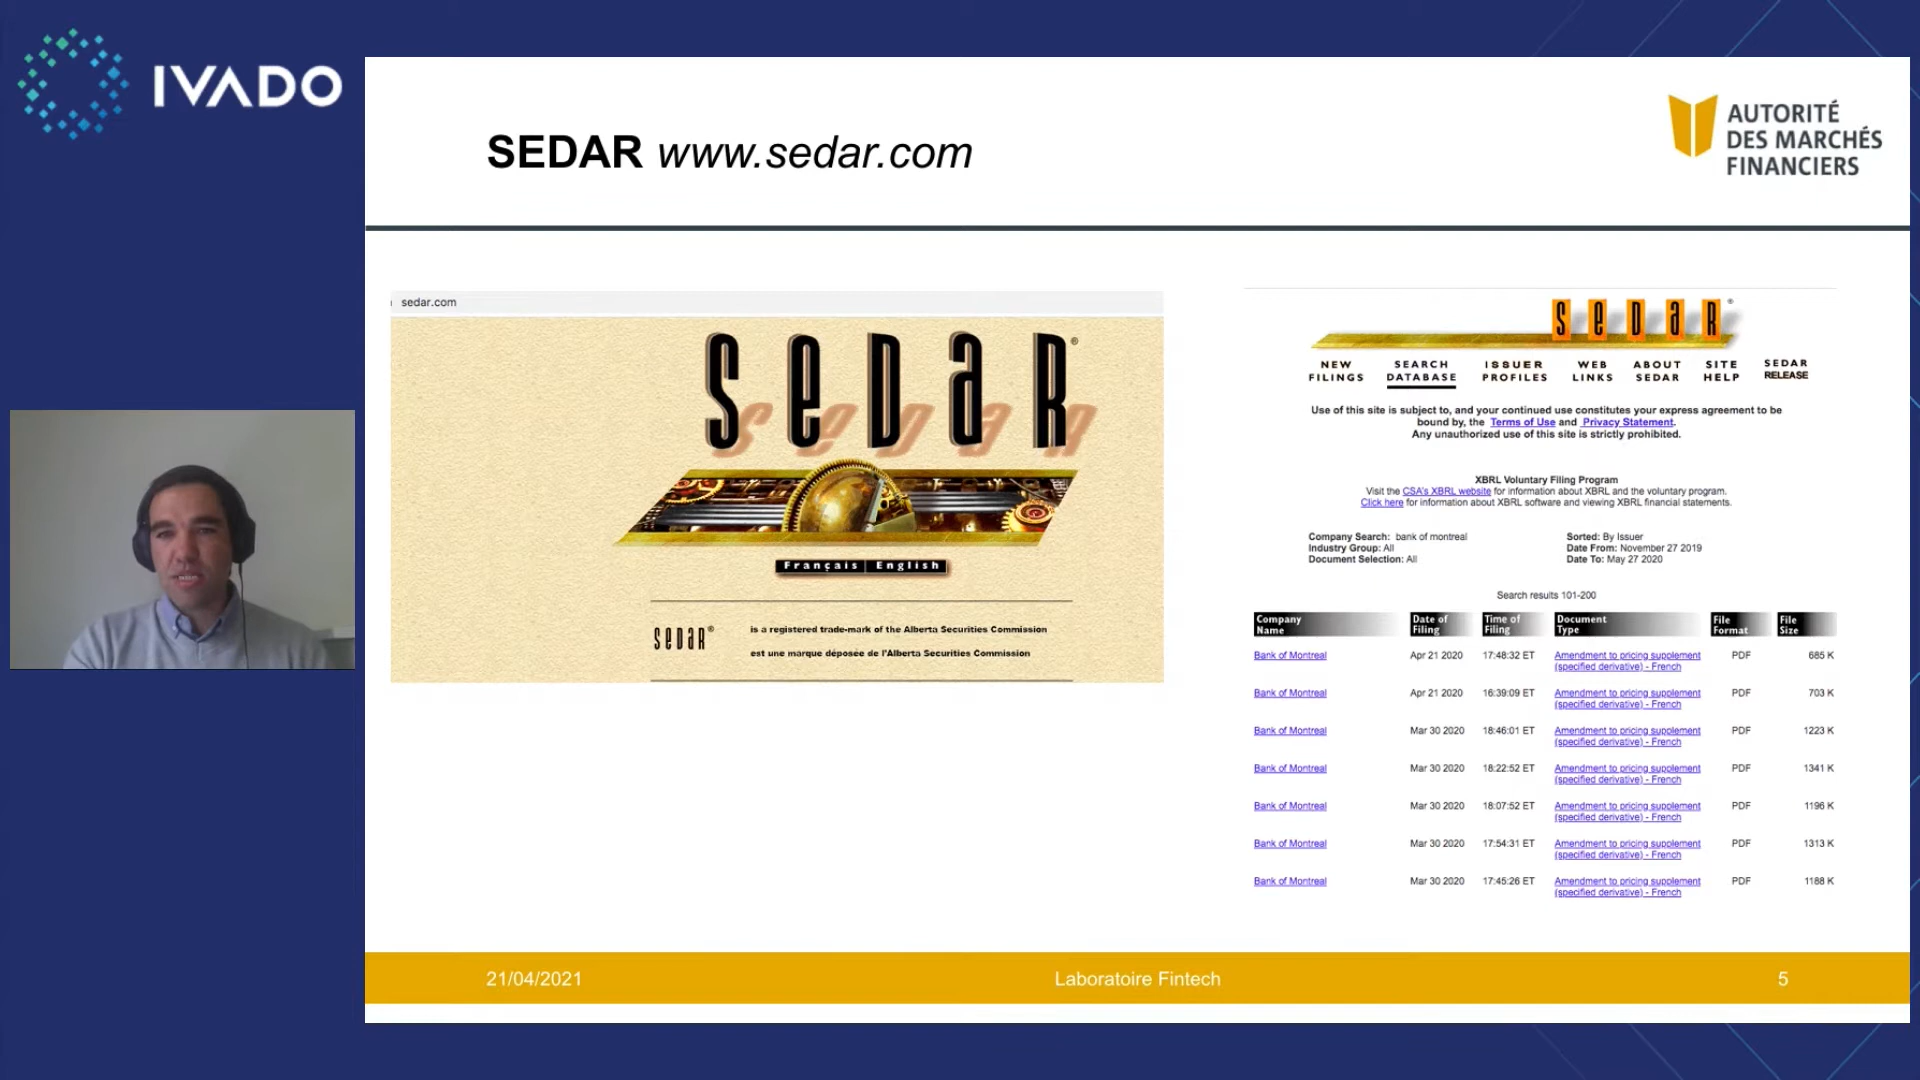 IVADO
SEDAR www.sedar.com
AUTORITÉ
DES MARCHÉS
FINANCIERS
sedar.com
SeDaR®
Français English
SeDaR®
is a registered trade-mark of the Alberta Securities Commission
est une marque déposée de l'Alberta Securities Commission
SeDaR®
NEW FILINGS
SEARCH DATABASE
ISSUER PROFILES
WEB LINKS
ABOUT SEDAR
SITE HELP
SEDAR RELEASE
Use of this site is subject to, and your continued use constitutes your express agreement to be
bound by, the Terms of Use and Privacy Statement.
Any unauthorized use of this site is strictly prohibited.
XBRL Voluntary Filing Program
Visit the CSA's XBRL website for information about XBRL and the voluntary program.
Click here for information about XBRL software and viewing XBRL financial statements.
Company Search: bank of montreal
Industry Group: All
Document Selection: All
Sorted: By Issuer
Date From: November 27 2019
Date To: May 27 2020
Search results 101-200
Company Name Date of Filing Time of Filing Document Type File Format File Size
Bank of Montreal Apr 21 2020 17:48:32 ET Amendment to pricing supplement PDF 685 K
(specified derivative) - French
Bank of Montreal Apr 21 2020 16:39:09 ET Amendment to pricing supplement PDF 703 K
(specified derivative) - French
Bank of Montreal Mar 30 2020 18:46:01 ET Amendment to pricing supplement PDF 1223 K
(specified derivative) - French
Bank of Montreal Mar 30 2020 18:22:52 ET Amendment to pricing supplement PDF 1341 K
(specified derivative) - French
Bank of Montreal Mar 30 2020 18:07:52 ET Amendment to pricing supplement PDF 1196 K
(specified derivative) - French
Bank of Montreal Mar 30 2020 17:54:31 ET Amendment to pricing supplement PDF 1313 K
(specified derivative) - French
Bank of Montreal Mar 30 2020 17:45:26 ET Amendment to pricing supplement PDF 1188 K
(specified derivative) - French
21/04/2021
Laboratoire Fintech
5